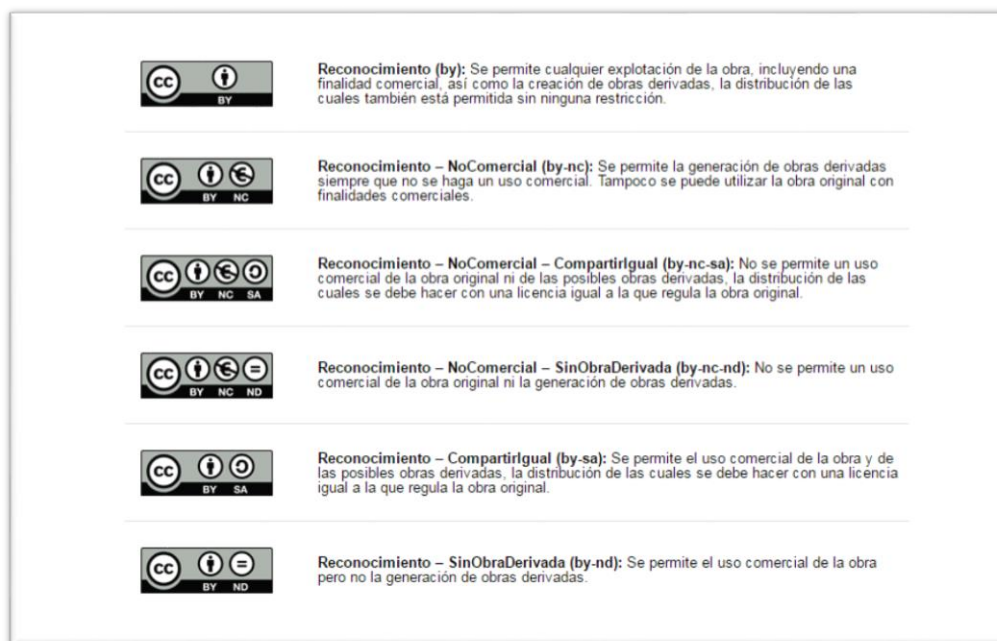 cc BY
Reconocimiento (by): Se permite cualquier explotación de la obra, incluyendo una
finalidad comercial, así como la creación de obras derivadas, la distribución de las
cuales también está permitida sin ninguna restricción.
cc BY NC
Reconocimiento – NoComercial (by-nc): Se permite la generación de obras derivadas
siempre que no se haga un uso comercial. Tampoco se puede utilizar la obra original con
finalidades comerciales.
cc BY NC SA
Reconocimiento – NoComercial – CompartirIgual (by-nc-sa): No se permite un uso
comercial de la obra original ni de las posibles obras derivadas, la distribución de las
cuales se debe hacer con una licencia igual a la que regula la obra original.
cc BY NC ND
Reconocimiento – NoComercial – SinObraDerivada (by-nc-nd): No se permite un uso
comercial de la obra original ni la generación de obras derivadas.
cc BY SA
Reconocimiento – CompartirIgual (by-sa): Se permite el uso comercial de la obra y de
las posibles obras derivadas, la distribución de las cuales se debe hacer con una licencia
igual a la que regula la obra original.
cc BY ND
Reconocimiento – SinObraDerivada (by-nd): Se permite el uso comercial de la obra
pero no la generación de obras derivadas.